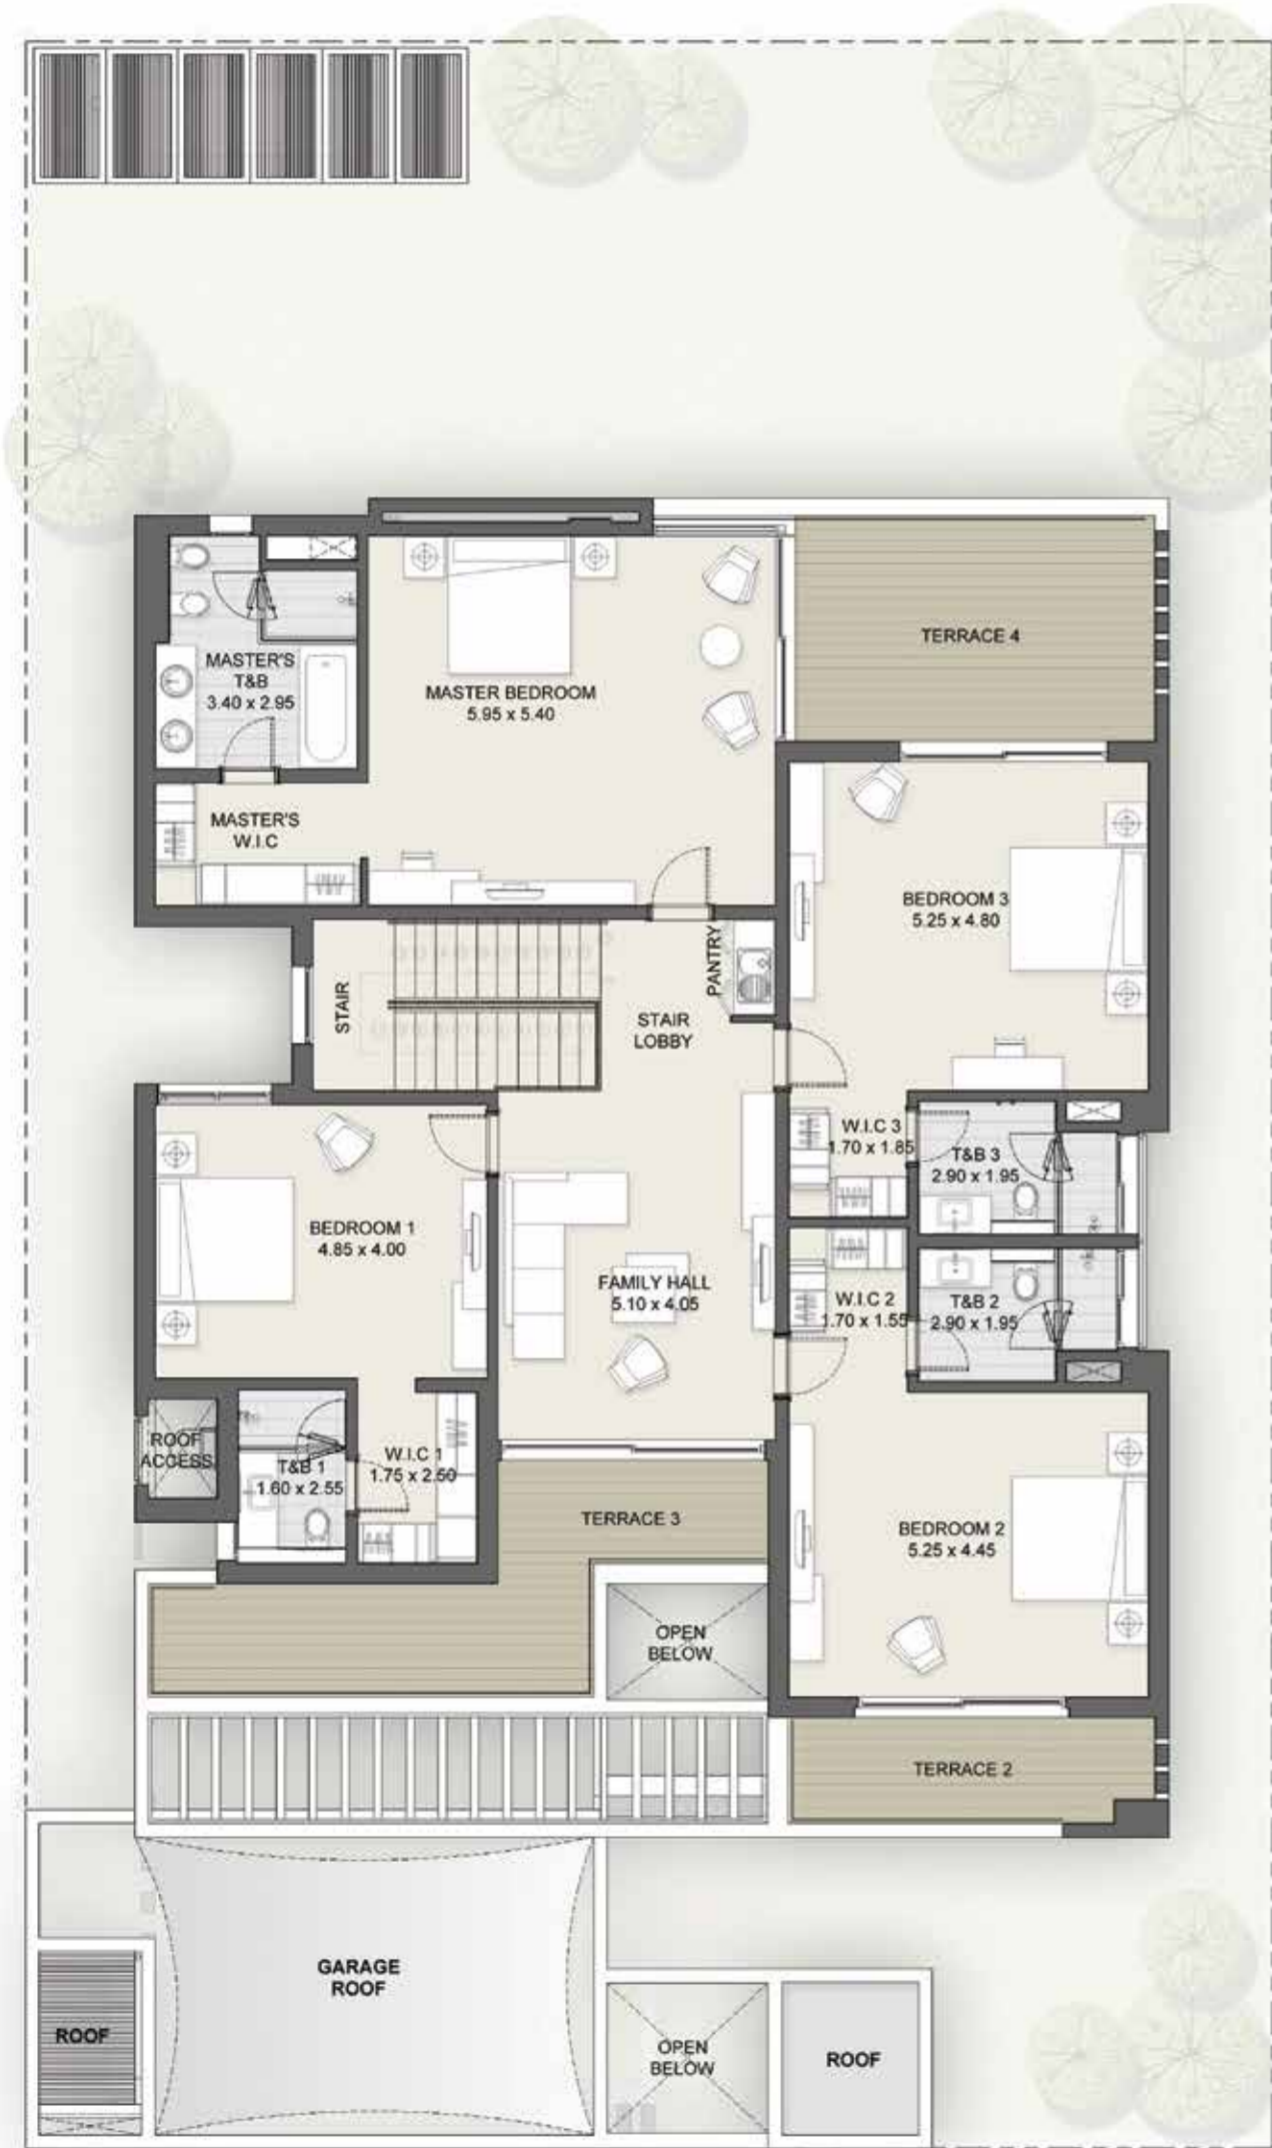 TERRACE 4
MASTER'S
T&B
3.40 x 2.95
MASTER BEDROOM
5.95 x 5.40
MASTER'S
W.I.C
BEDROOM 3
5.25 x 4.80
PANTRY
STAIR
STAIR
LOBBY
W.I.C 3
1.70 x 1.85
T&B 3
2.90 x 1.95
BEDROOM 1
4.85 x 4.00
FAMILY HALL
5.10 x 4.05
W.I.C 2
1.70 x 1.55
T&B 2
2.90 x 1.95
ROOF
ACCESS
T&B 1
1.60 x 2.55
W.I.C 1
1.75 x 2.50
TERRACE 3
BEDROOM 2
5.25 x 4.45
OPEN
BELOW
TERRACE 2
GARAGE
ROOF
ROOF
OPEN
BELOW
ROOF